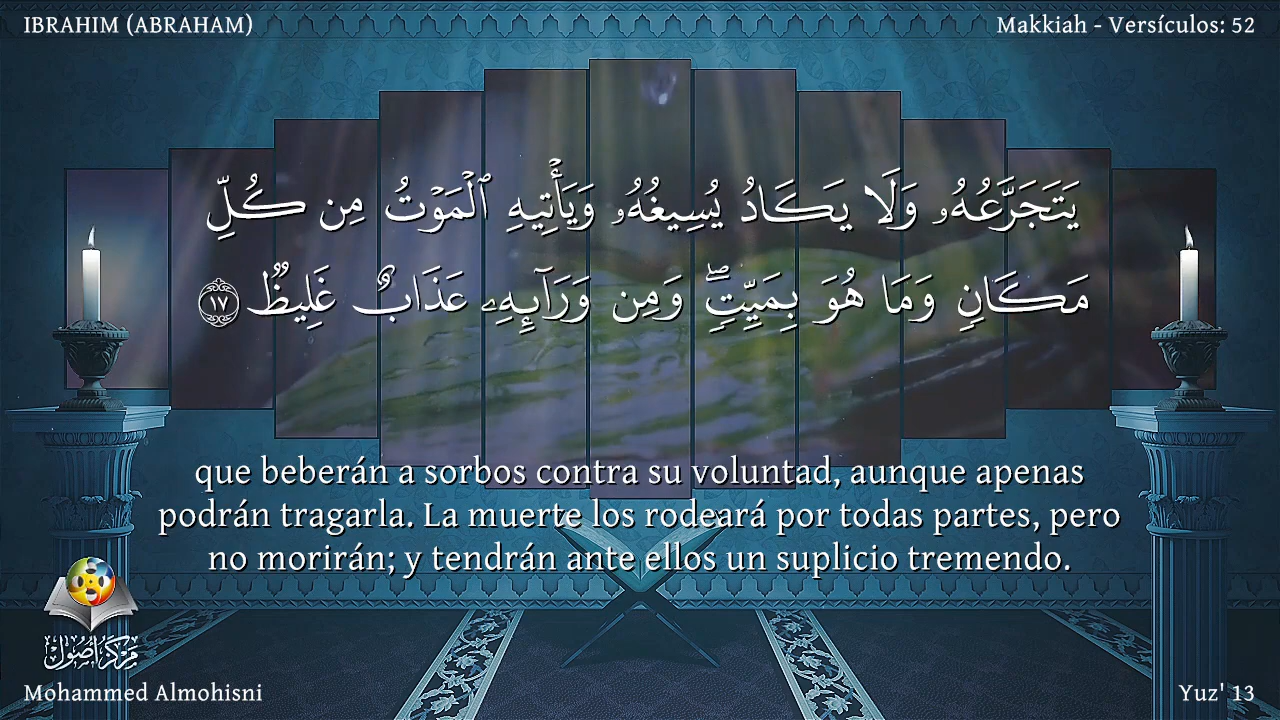 IBRAHIM (ABRAHAM)
Makkiah - Versículos: 52
يَتَجَرَّعُهُۥ وَلَا يَكَادُ يُسِيغُهُۥ وَيَأْتِيهِ ٱلْمَوْتُ مِن كُلِّ
مَكَانٍ وَمَا هُوَ بِمَيِّتٍۖ وَمِن وَرَآئِهِۦ عَذَابٌ غَلِيظٌ ١٧
que beberán a sorbos contra su voluntad, aunque apenas
podrán tragarla. La muerte los rodeará por todas partes, pero
no morirán; y tendrán ante ellos un suplicio tremendo.
مركز أصول
Mohammed Almohisni
Yuz' 13